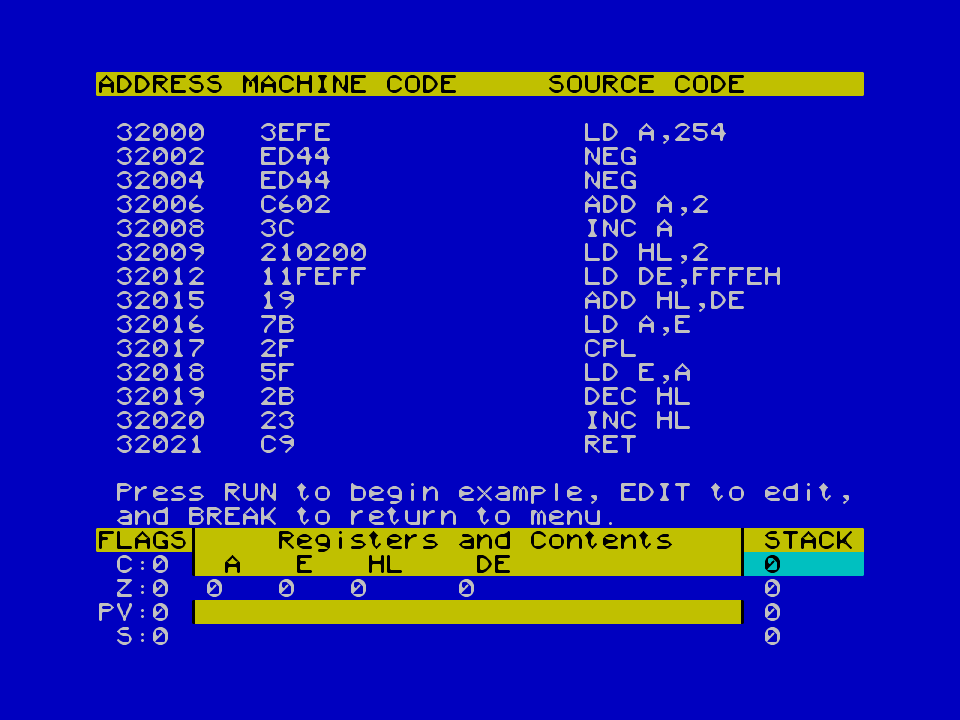 ADDRESS MACHINE CODE SOURCE CODE
32000 3EFE LD A,254
32002 ED44 NEG
32004 ED44 NEG
32006 C602 ADD A,2
32008 3C INC A
32009 210200 LD HL,2
32012 11FEFF LD DE,FFFEH
32015 19 ADD HL,DE
32016 7B LD A,E
32017 2F CPL
32018 5F LD E,A
32019 2B DEC HL
32020 23 INC HL
32021 C9 RET
Press RUN to begin example, EDIT to edit,
and BREAK to return to menu.
FLAGS Registers and Contents STACK
C:0 A E HL DE 0
Z:0 0 0 0 0 0
PV:0 0
S:0 0